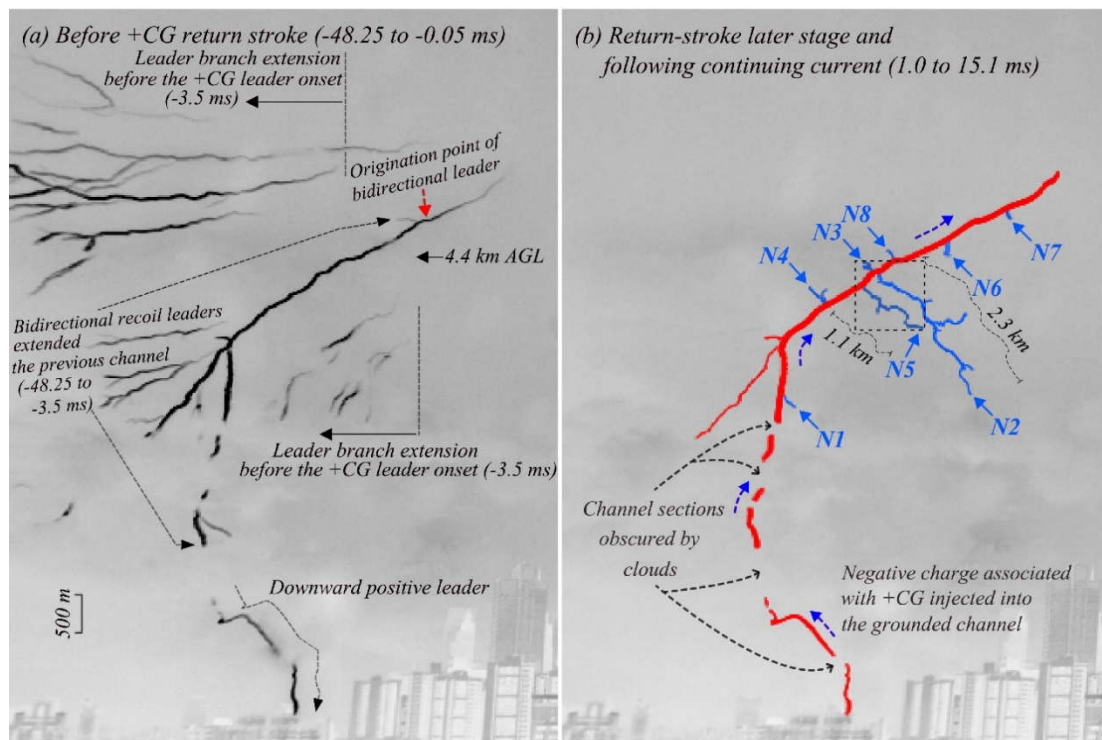 (a) Before +CG return stroke (-48.25 to -0.05 ms)
Leader branch extension
before the +CG leader onset
(-3.5 ms)
Origination point of
bidirectional leader
4.4 km AGL
Bidirectional recoil leaders
extended
the previous channel
(-48.25 to
-3.5 ms)
Leader branch extension
before the +CG leader onset (-3.5 ms)
Downward positive leader
500 m
(b) Return-stroke later stage and
following continuing current (1.0 to 15.1 ms)
N8
N3
N4
N7
N6
2.3 km
1.1 km
N5
N2
N1
Channel sections
obscured by
clouds
Negative charge associated
with +CG injected into
the grounded channel